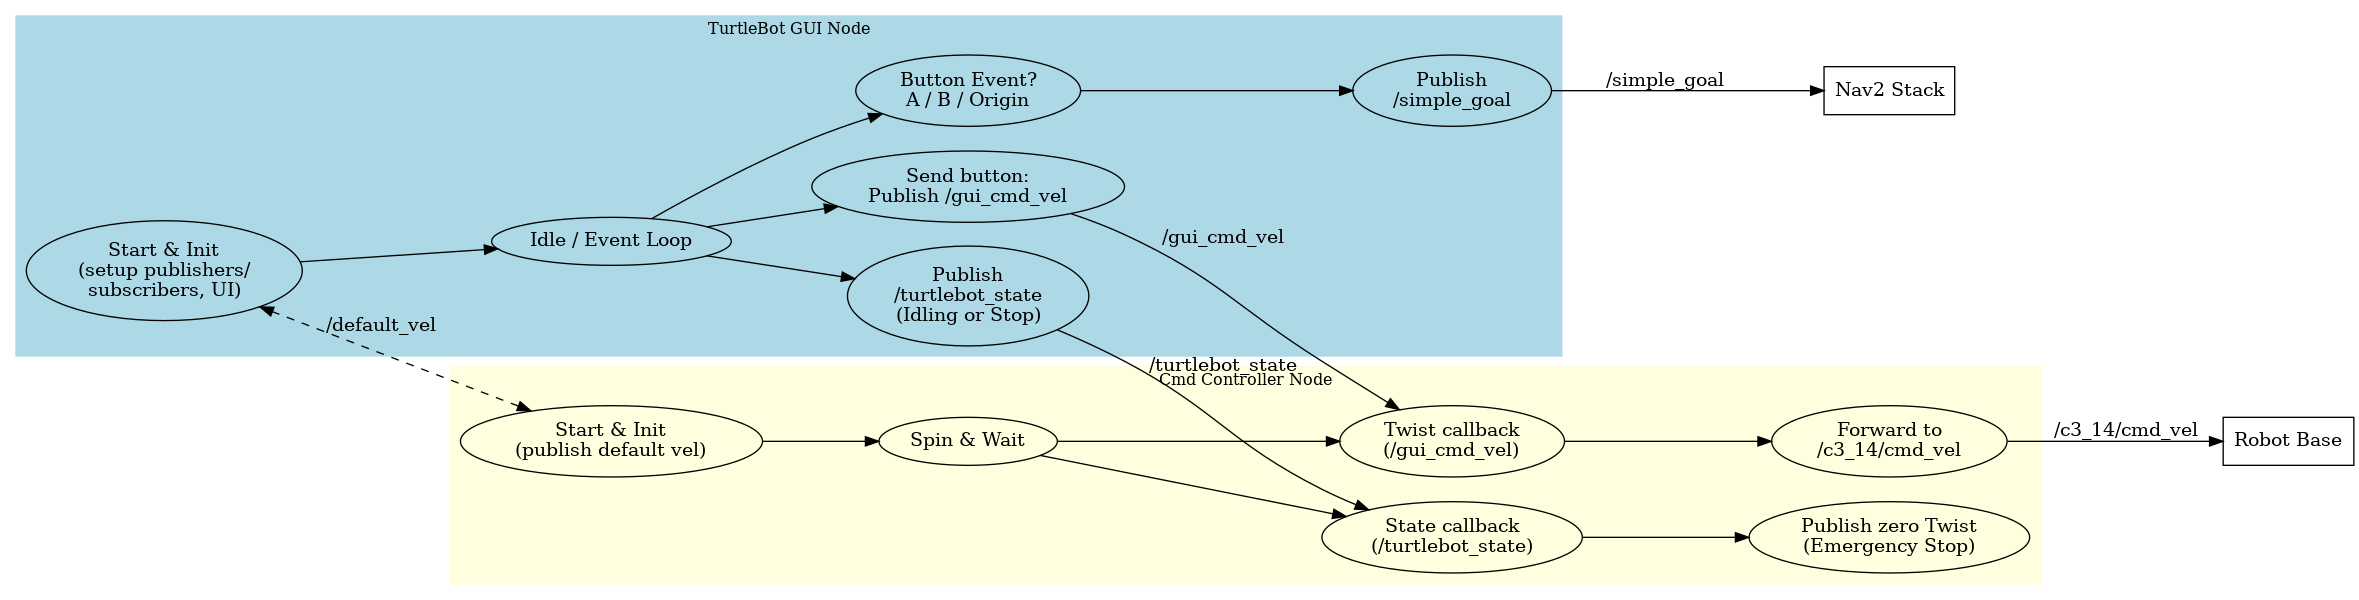 TurtleBot GUI Node
Button Event?
A / B / Origin
Publish
/simple_goal
/simple_goal
Nav2 Stack
Send button:
Publish /gui_cmd_vel
Start & Init
(setup publishers/
subscribers, UI)
Idle / Event Loop
/gui_cmd_vel
Publish
/turtlebot_state
(Idling or Stop)
/default_vel
/turtlebot_state
Cmd Controller Node
Start & Init
(publish default vel)
Spin & Wait
Twist callback
(/gui_cmd_vel)
Forward to
/c3_14/cmd_vel
/c3_14/cmd_vel
Robot Base
State callback
(/turtlebot_state)
Publish zero Twist
(Emergency Stop)